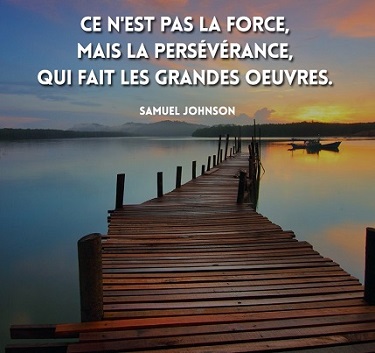 CE N'EST PAS LA FORCE,
MAIS LA PERSÉVÉRANCE,
QUI FAIT LES GRANDES OEUVRES.
SAMUEL JOHNSON